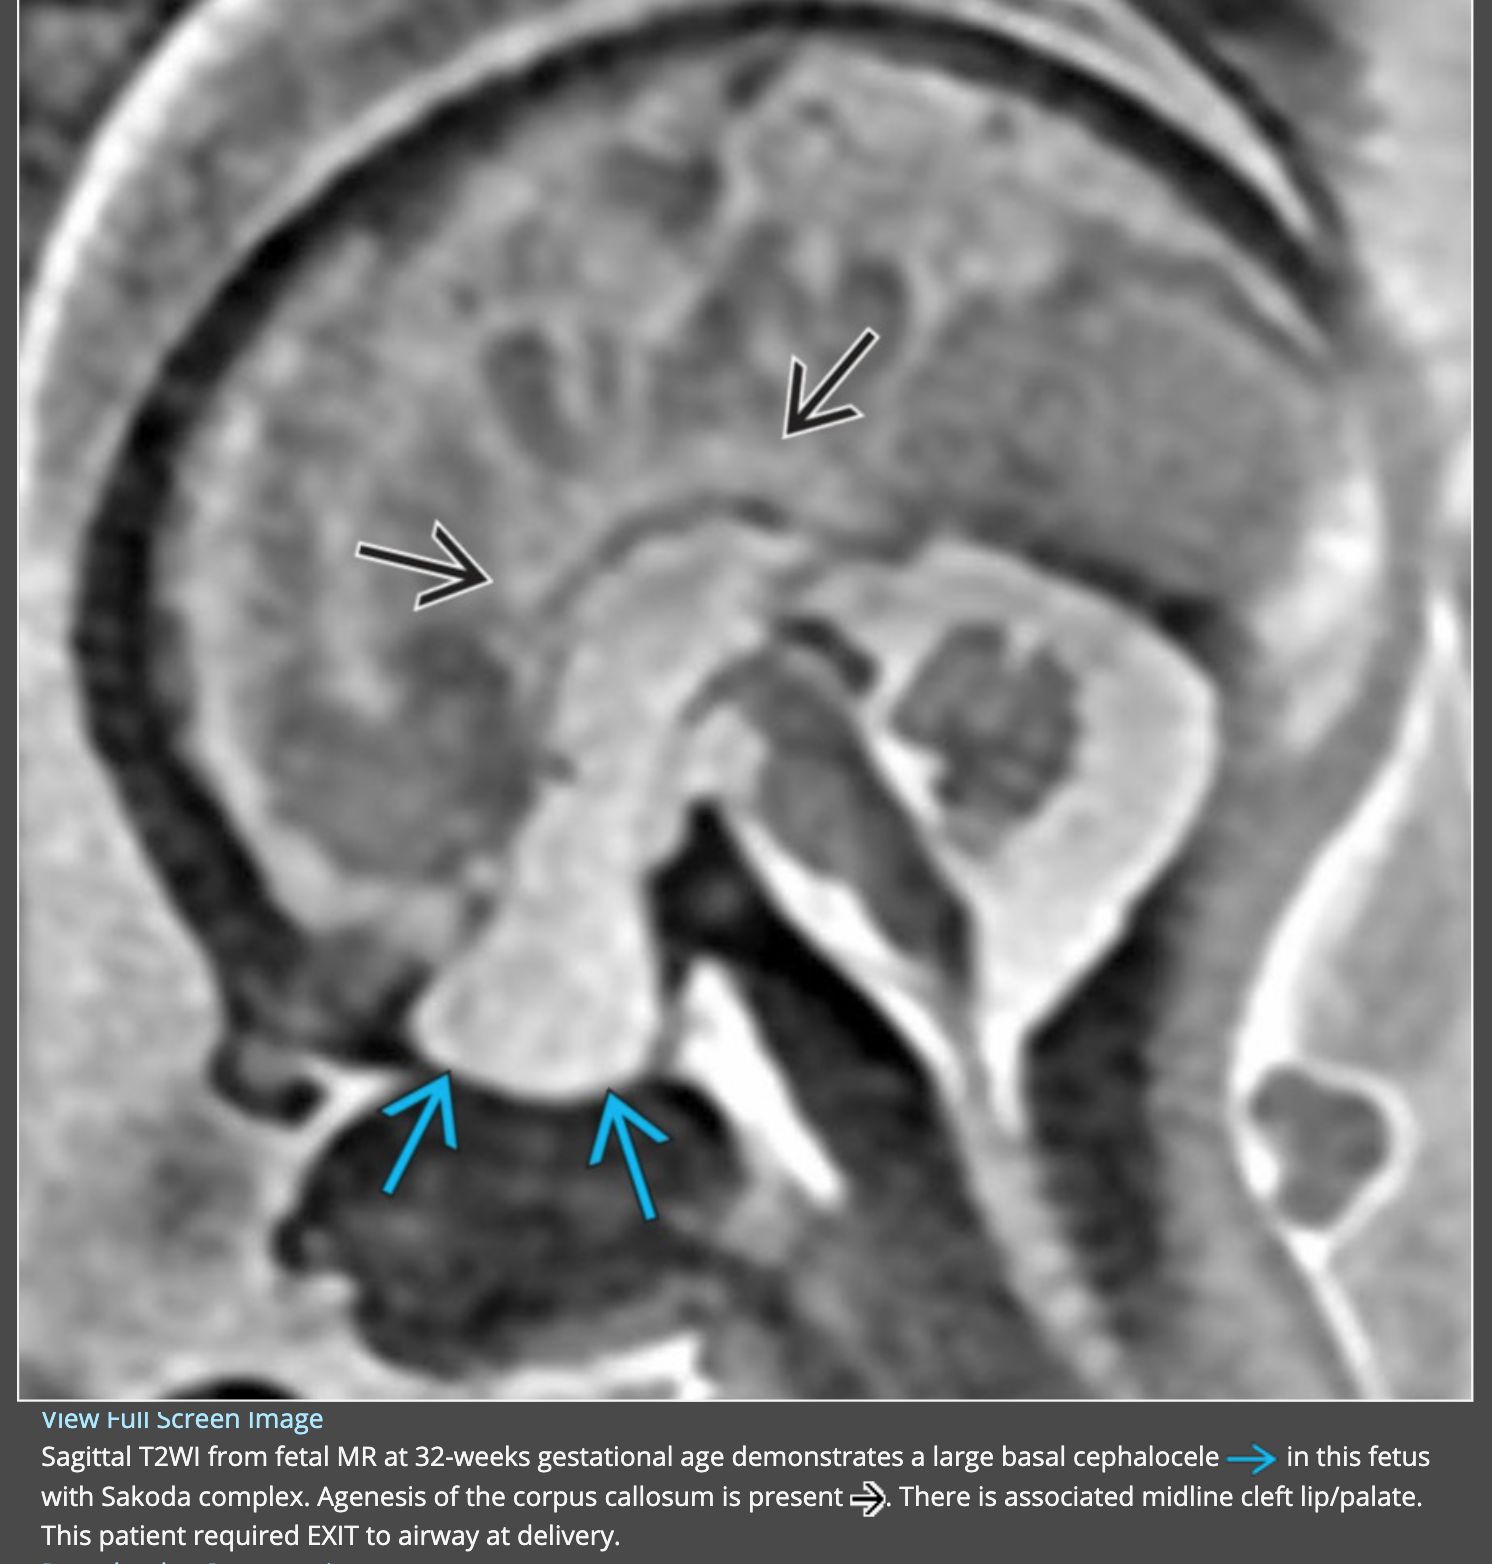 View Full Screen Image
Sagittal T2WI from fetal MR at 32-weeks gestational age demonstrates a large basal cephalocele in this fetus
with Sakoda complex. Agenesis of the corpus callosum is present . There is associated midline cleft lip/palate.
This patient required EXIT to airway at delivery.